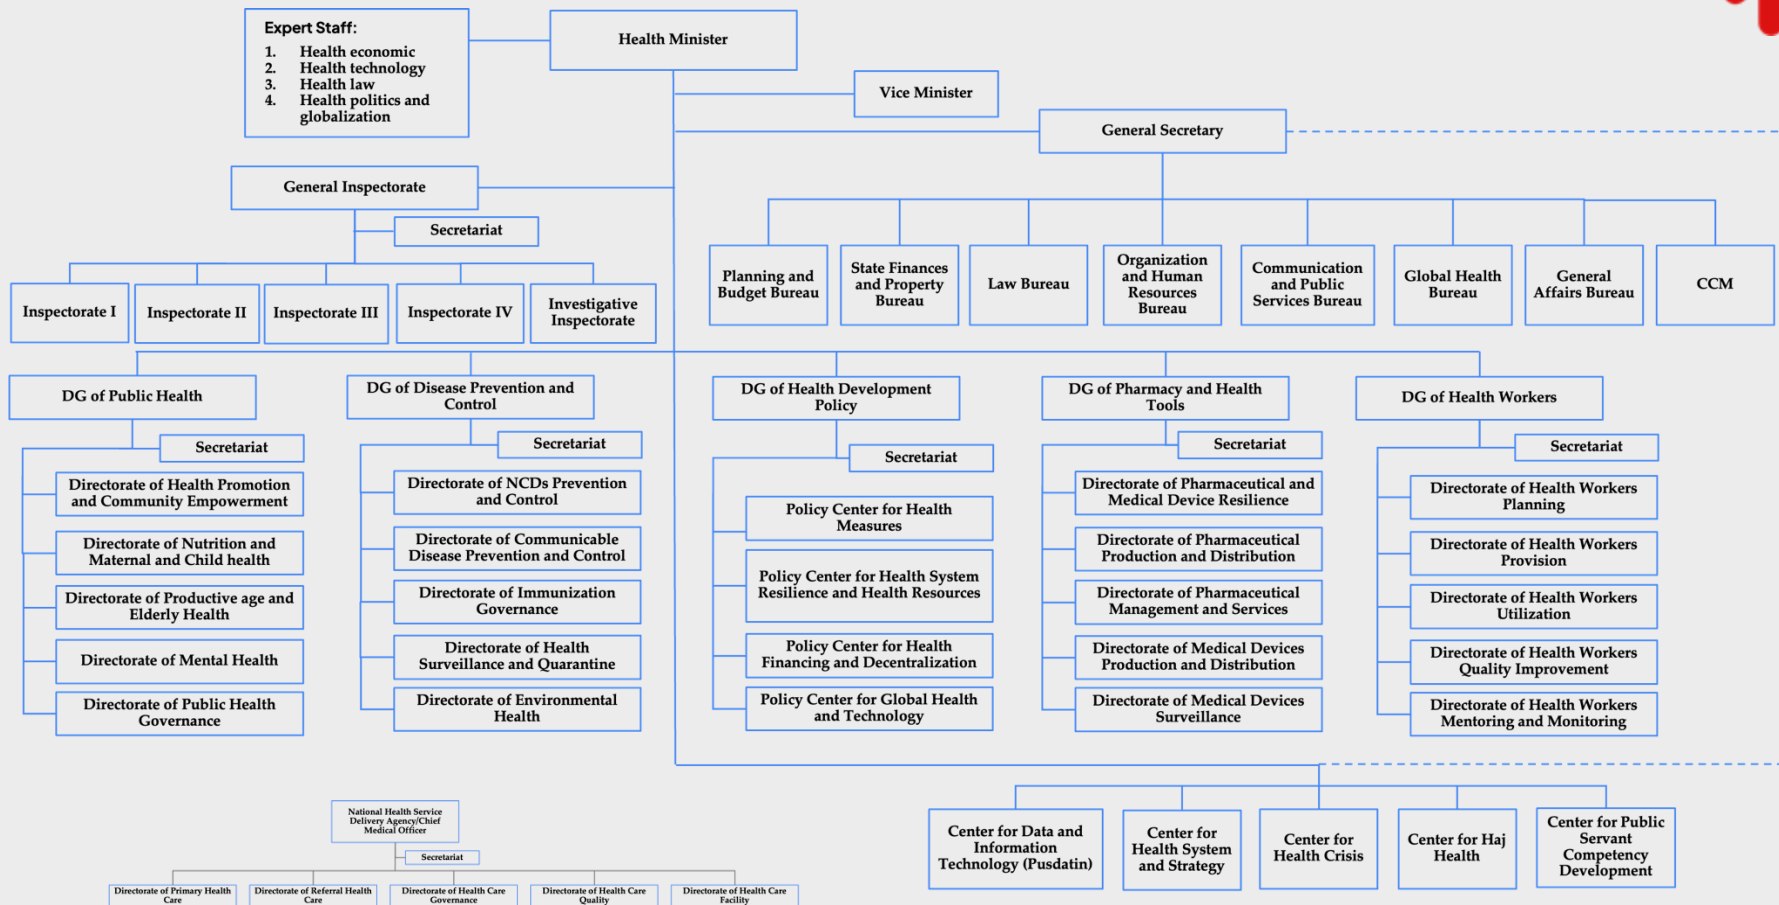 Expert Staff:
1. Health economic
2. Health technology
3. Health law
4. Health politics and
globalization
Health Minister
Vice Minister
General Secretary
General Inspectorate
Secretariat
Inspectorate I
Inspectorate II
Inspectorate III
Inspectorate IV
Investigative
Inspectorate
Planning and
Budget Bureau
State Finances
and Property
Bureau
Law Bureau
Organization
and Human
Resources
Bureau
Communication
and Public
Services Bureau
Global Health
Bureau
General
Affairs Bureau
CCM
DG of Public Health
Secretariat
Directorate of Health Promotion
and Community Empowerment
Directorate of Nutrition and
Maternal and Child health
Directorate of Productive age and
Elderly Health
Directorate of Mental Health
Directorate of Public Health
Governance
DG of Disease Prevention and
Control
Secretariat
Directorate of NCDs Prevention
and Control
Directorate of Communicable
Disease Prevention and Control
Directorate of Immunization
Governance
Directorate of Health
Surveillance and Quarantine
Directorate of Environmental
Health
DG of Health Development
Policy
Secretariat
Policy Center for Health
Measures
Policy Center for Health System
Resilience and Health Resources
Policy Center for Health
Financing and Decentralization
Policy Center for Global Health
and Technology
DG of Pharmacy and Health
Tools
Secretariat
Directorate of Pharmaceutical and
Medical Device Resilience
Directorate of Pharmaceutical
Production and Distribution
Directorate of Pharmaceutical
Management and Services
Directorate of Medical Devices
Production and Distribution
Directorate of Medical Devices
Surveillance
DG of Health Workers
Secretariat
Directorate of Health Workers
Planning
Directorate of Health Workers
Provision
Directorate of Health Workers
Utilization
Directorate of Health Workers
Quality Improvement
Directorate of Health Workers
Mentoring and Monitoring
National Health Service
Delivery Agency/Chief
Medical Officer
Secretariat
Directorate of Primary Health
Care
Directorate of Referral Health
Care
Directorate of Health Care
Governance
Directorate of Health Care
Quality
Directorate of Health Care
Facility
Center for Data and
Information
Technology (Pusdatin)
Center for
Health System
and Strategy
Center for
Health Crisis
Center for Haj
Health
Center for Public
Servant
Competency
Development